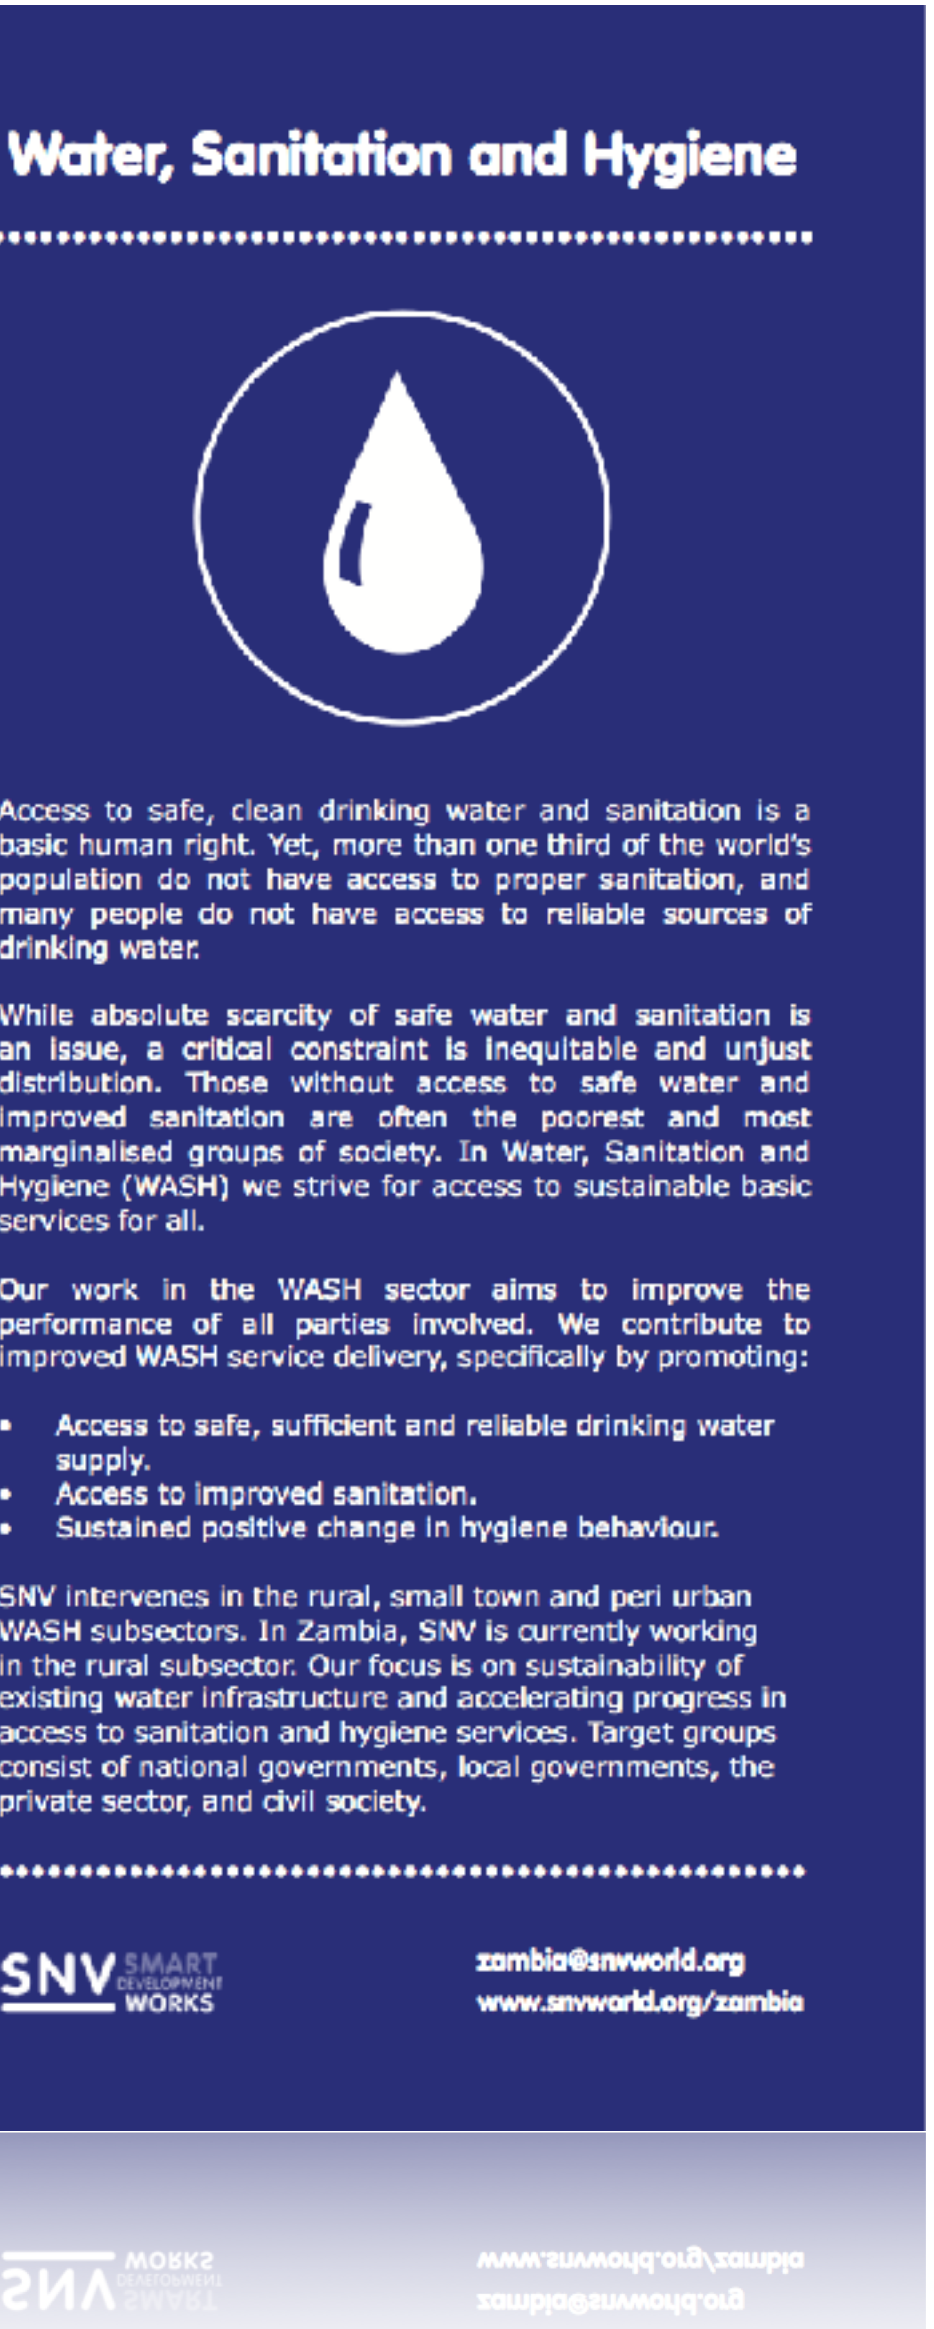 Water, Sanitation and Hygiene
Access to safe, clean drinking water and sanitation is a
basic human right. Yet, more than one third of the world's
population do not have access to proper sanitation, and
many people do not have access to reliable sources of
drinking water.
While absolute scarcity of safe water and sanitation is
an issue, a critical constraint is inequitable and unjust
distribution. Those without access to safe water and
improved sanitation are often the poorest and most
marginalised groups of society. In Water, Sanitation and
Hygiene (WASH) we strive for access to sustainable basic
services for all.
Our work in the WASH sector aims to improve the
performance of all parties involved. We contribute to
improved WASH service delivery, specifically by promoting:
• Access to safe, sufficient and reliable drinking water
supply.
• Access to improved sanitation.
• Sustained positive change in hygiene behaviour.
SNV intervenes in the rural, small town and peri urban
WASH subsectors. In Zambia, SNV is currently working
in the rural subsector. Our focus is on sustainability of
existing water infrastructure and accelerating progress in
access to sanitation and hygiene services. Target groups
consist of national governments, local governments, the
private sector, and civil society.
SNV SMART
DEVELOPMENT
WORKS
zambia@snvworld.org
www.snvworld.org/zambia